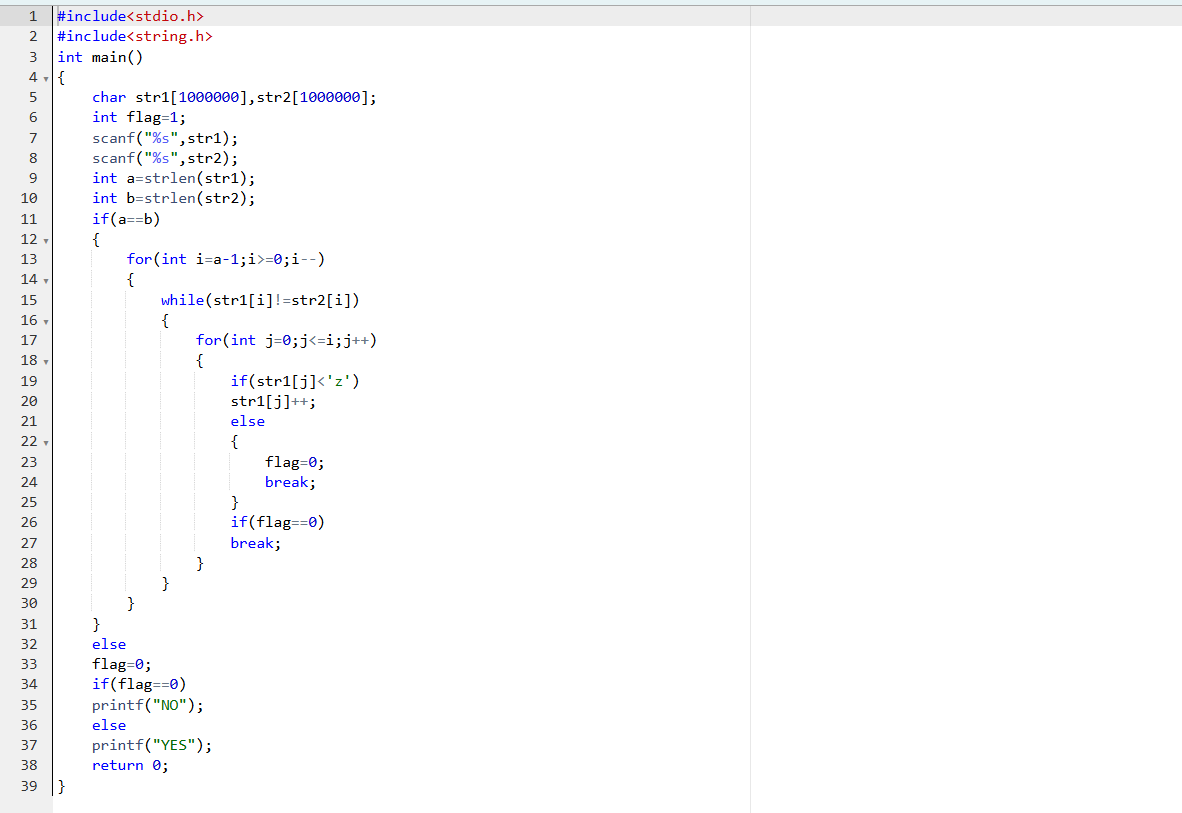 1 #include<stdio.h>
2 #include<string.h>
3 int main()
4 {
5     char str1[1000000],str2[1000000];
6     int flag=1;
7     scanf("%s",str1);
8     scanf("%s",str2);
9     int a=strlen(str1);
10     int b=strlen(str2);
11     if(a==b)
12     {
13         for(int i=a-1;i>=0;i--)
14         {
15             while(str1[i]!=str2[i])
16             {
17                 for(int j=0;j<=i;j++)
18                 {
19                     if(str1[j]<'z')
20                     str1[j]++;
21                     else
22                     {
23                         flag=0;
24                         break;
25                     }
26                     if(flag==0)
27                     break;
28                 }
29             }
30         }
31     }
32     else
33     flag=0;
34     if(flag==0)
35     printf("NO");
36     else
37     printf("YES");
38     return 0;
39 }